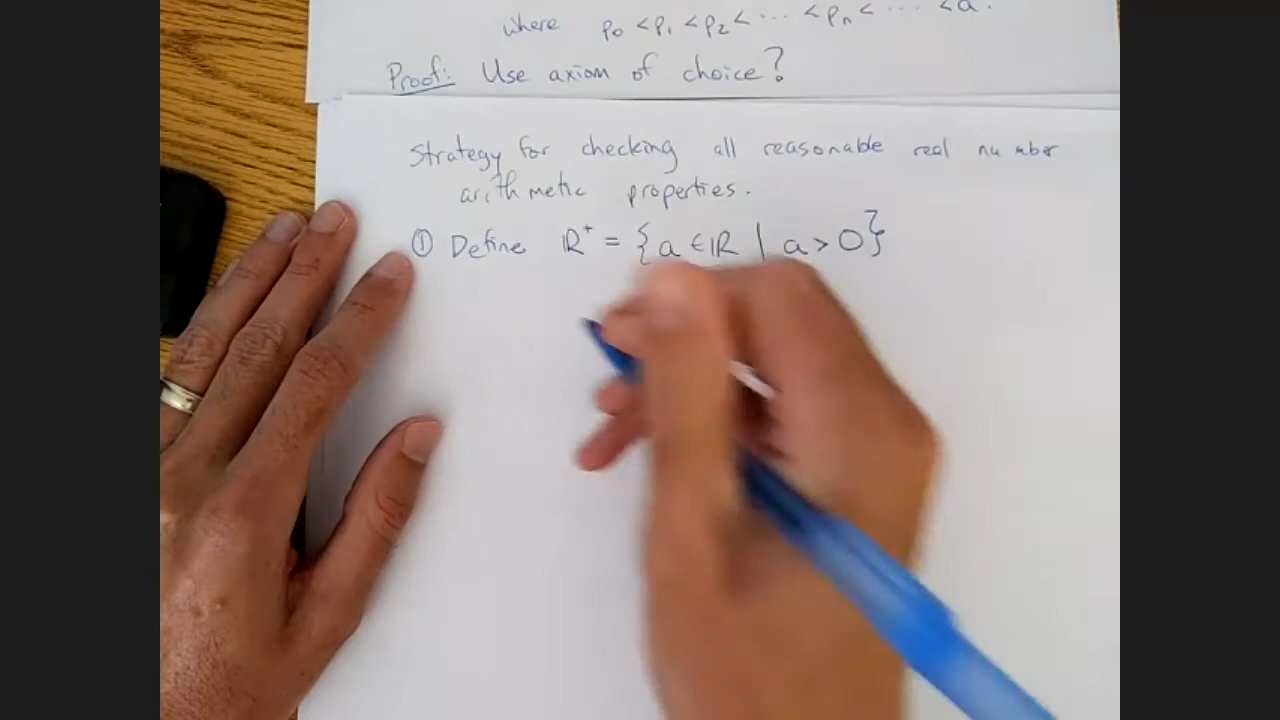 where p₀ < p₁ < p₂ < ... < pₙ < ... < a.
Proof: Use axiom of choice?
Strategy for checking all reasonable real number
arithmetic properties.
① Define ℝ⁺ = {a ∈ ℝ | a > 0}